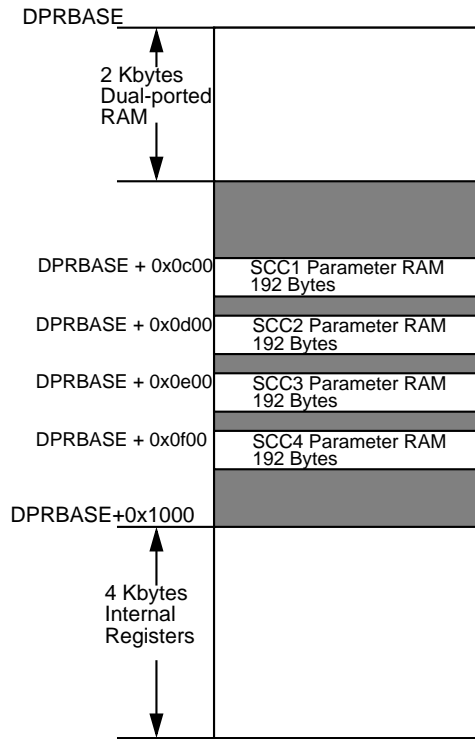 DPRBASE
2 Kbytes
Dual-ported
RAM
DPRBASE + 0x0c00
SCC1 Parameter RAM
192 Bytes
DPRBASE + 0x0d00
SCC2 Parameter RAM
192 Bytes
DPRBASE + 0x0e00
SCC3 Parameter RAM
192 Bytes
DPRBASE + 0x0f00
SCC4 Parameter RAM
192 Bytes
DPRBASE+0x1000
4 Kbytes
Internal
Registers